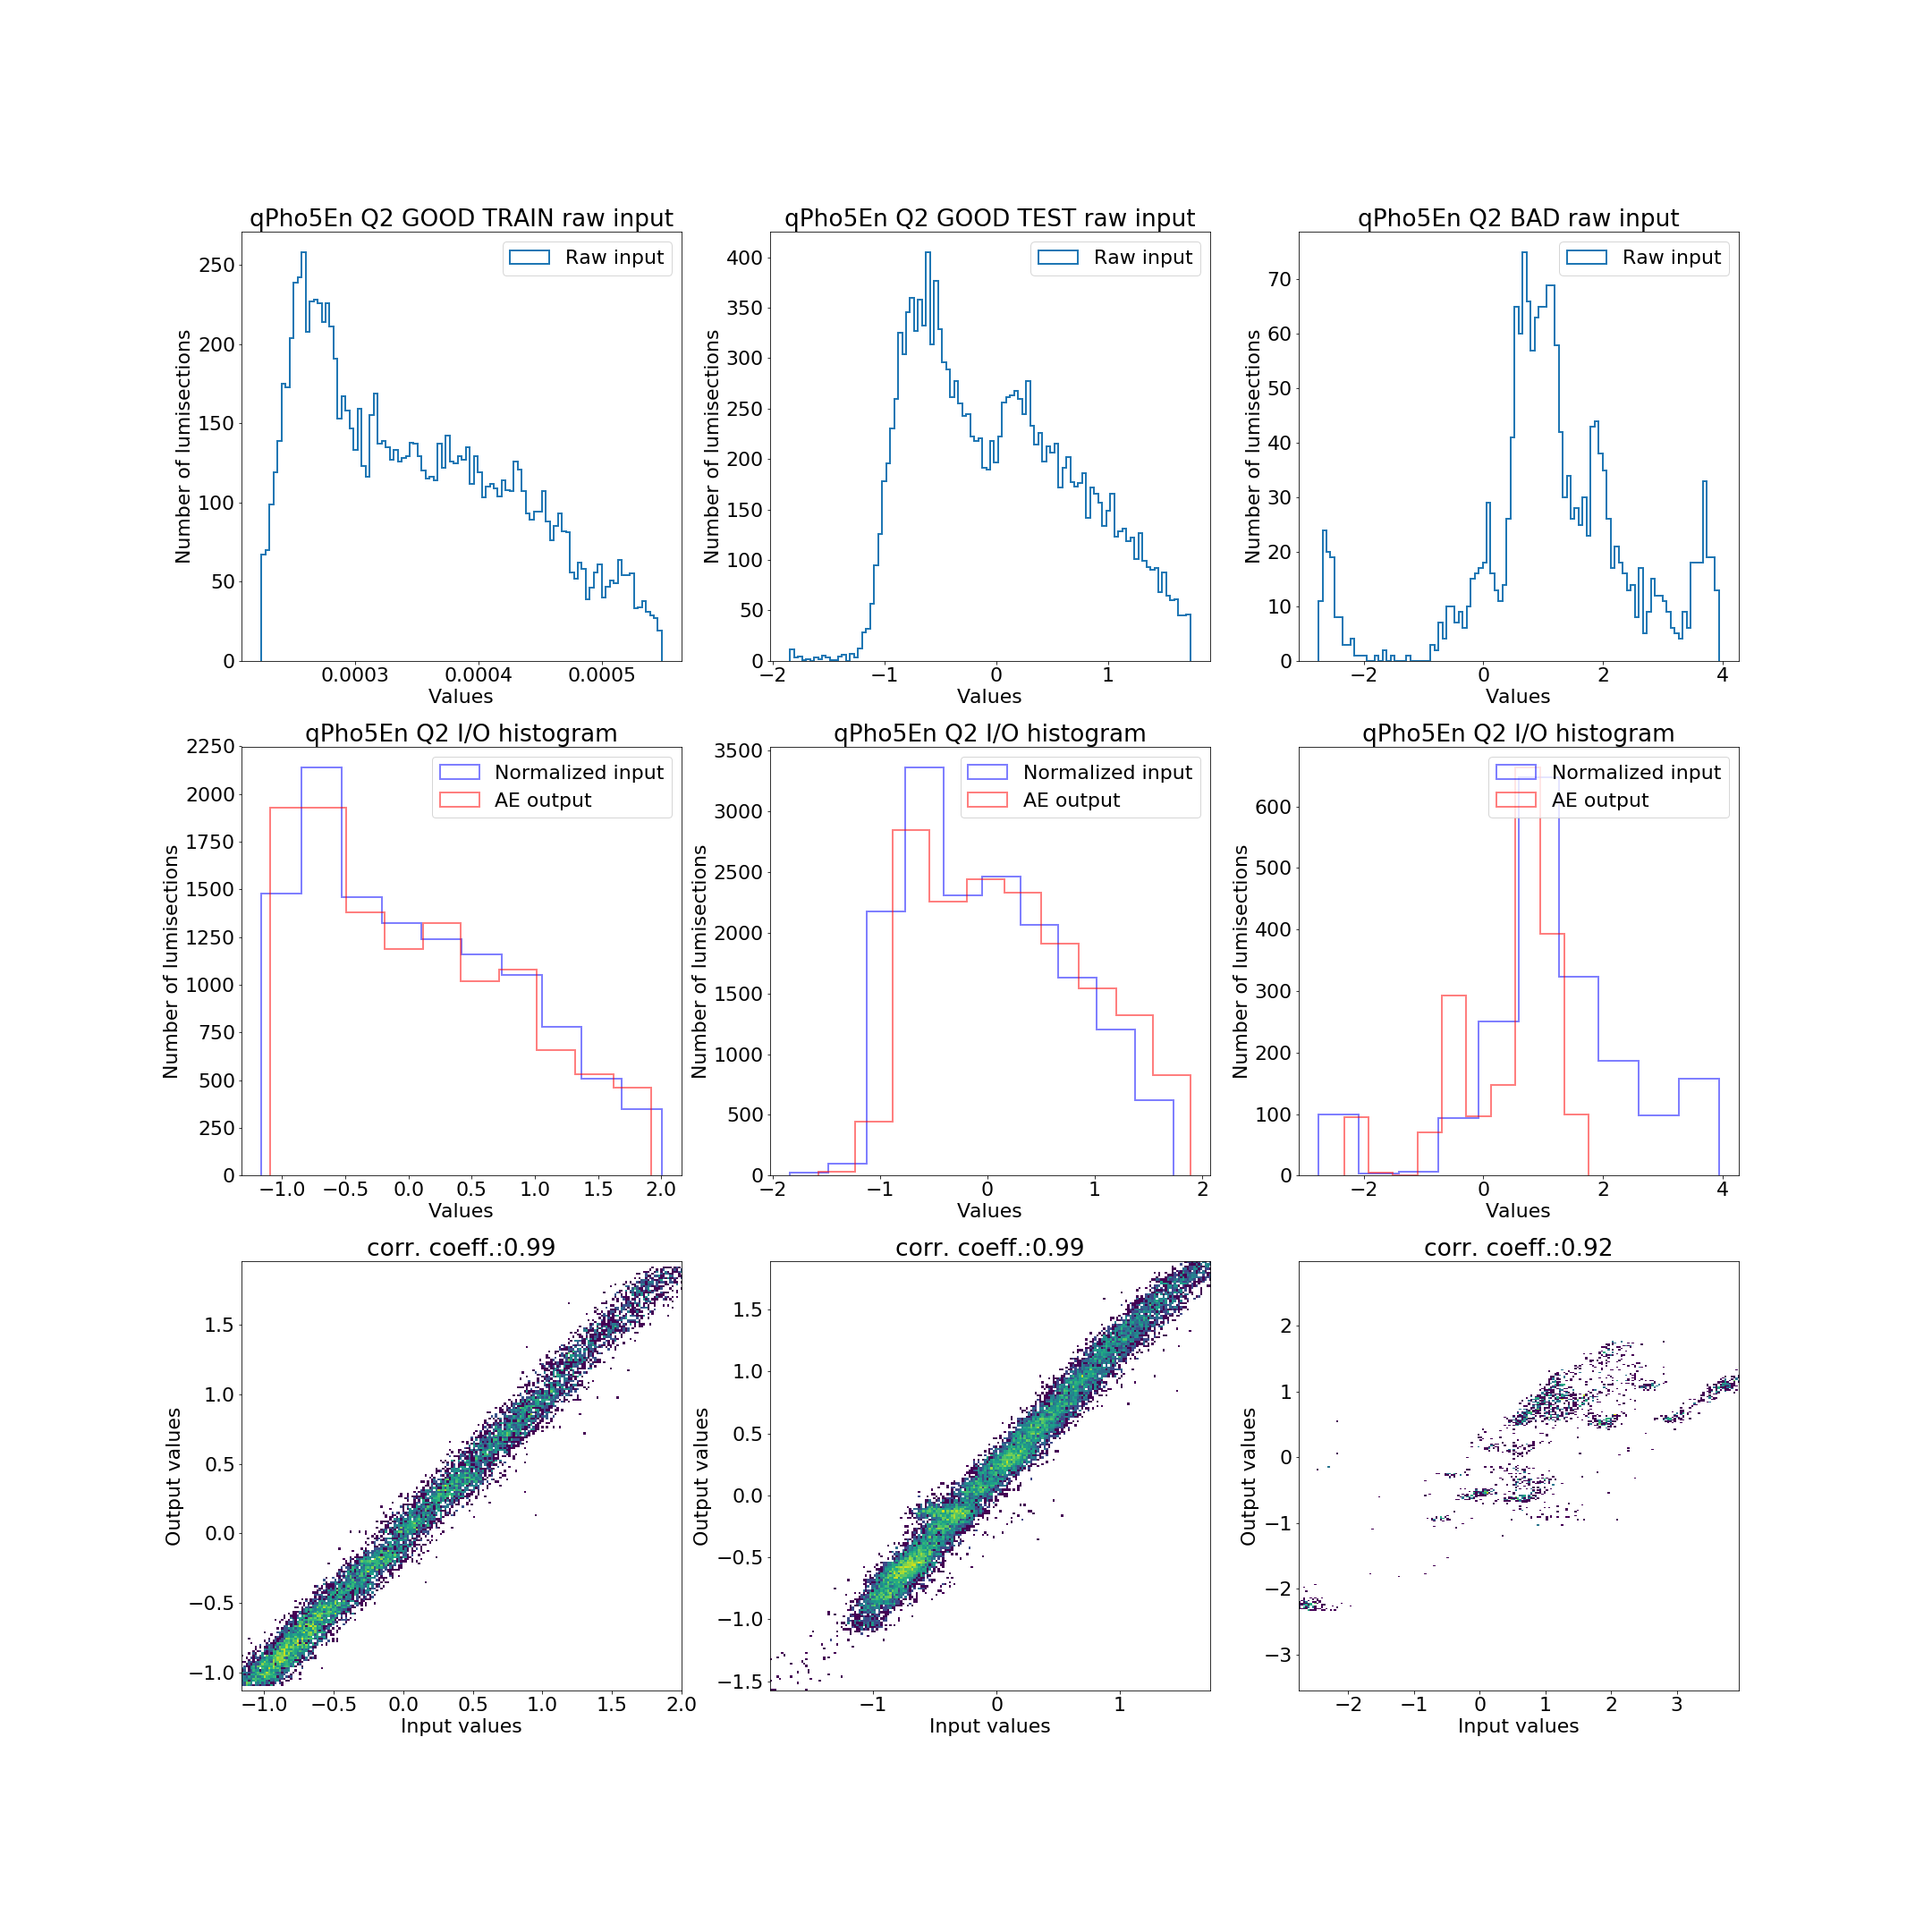 qPho5En Q2 GOOD TRAIN raw input
Raw input
Number of lumisections
250
200
150
100
50
0
0.0003 0.0004 0.0005
Values
qPho5En Q2 GOOD TEST raw input
Raw input
Number of lumisections
400
350
300
250
200
150
100
50
0
−2 −1 0 1
Values
qPho5En Q2 BAD raw input
Raw input
Number of lumisections
70
60
50
40
30
20
10
0
−2 0 2 4
Values
qPho5En Q2 I/O histogram
Normalized input
AE output
Number of lumisections
2250
2000
1750
1500
1250
1000
750
500
250
0
−1.0 −0.5 0.0 0.5 1.0 1.5 2.0
Values
qPho5En Q2 I/O histogram
Normalized input
AE output
Number of lumisections
3500
3000
2500
2000
1500
1000
500
0
−2 −1 0 1 2
Values
qPho5En Q2 I/O histogram
Normalized input
AE output
Number of lumisections
600
500
400
300
200
100
0
−2 0 2 4
Values
corr. coeff.:0.99
Output values
1.5
1.0
0.5
0.0
−0.5
−1.0
−1.0 −0.5 0.0 0.5 1.0 1.5 2.0
Input values
corr. coeff.:0.99
Output values
1.5
1.0
0.5
0.0
−0.5
−1.0
−1.5
−1 0 1
Input values
corr. coeff.:0.92
Output values
2
1
0
−1
−2
−3
−2 −1 0 1 2 3
Input values